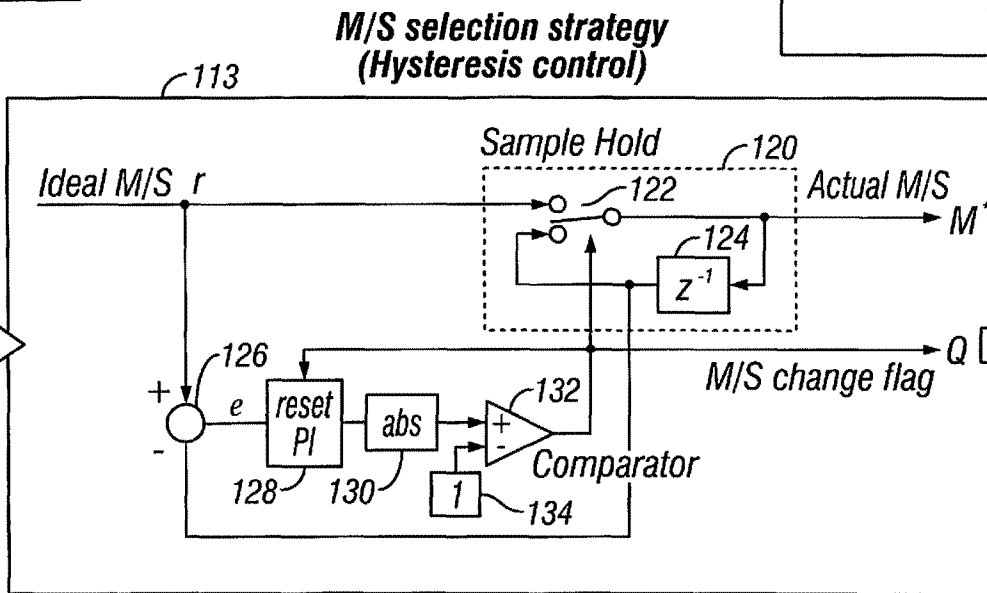 M/S selection strategy
(Hysteresis control)
113
Sample Hold
120
Ideal M/S r
122
Actual M/S
M*
124
z⁻¹
Q
M/S change flag
+
126
-
e
reset
PI
128
abs
130
+
-
132
Comparator
1
134